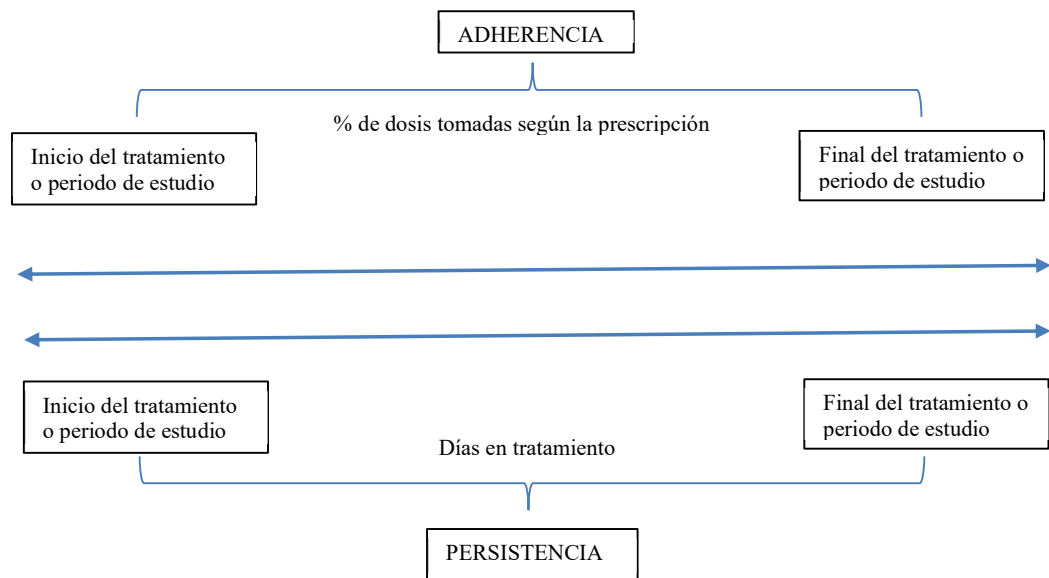 ADHERENCIA
% de dosis tomadas según la prescripción
Inicio del tratamiento
o periodo de estudio
Final del tratamiento o
periodo de estudio
Inicio del tratamiento
o periodo de estudio
Final del tratamiento o
periodo de estudio
Días en tratamiento
PERSISTENCIA